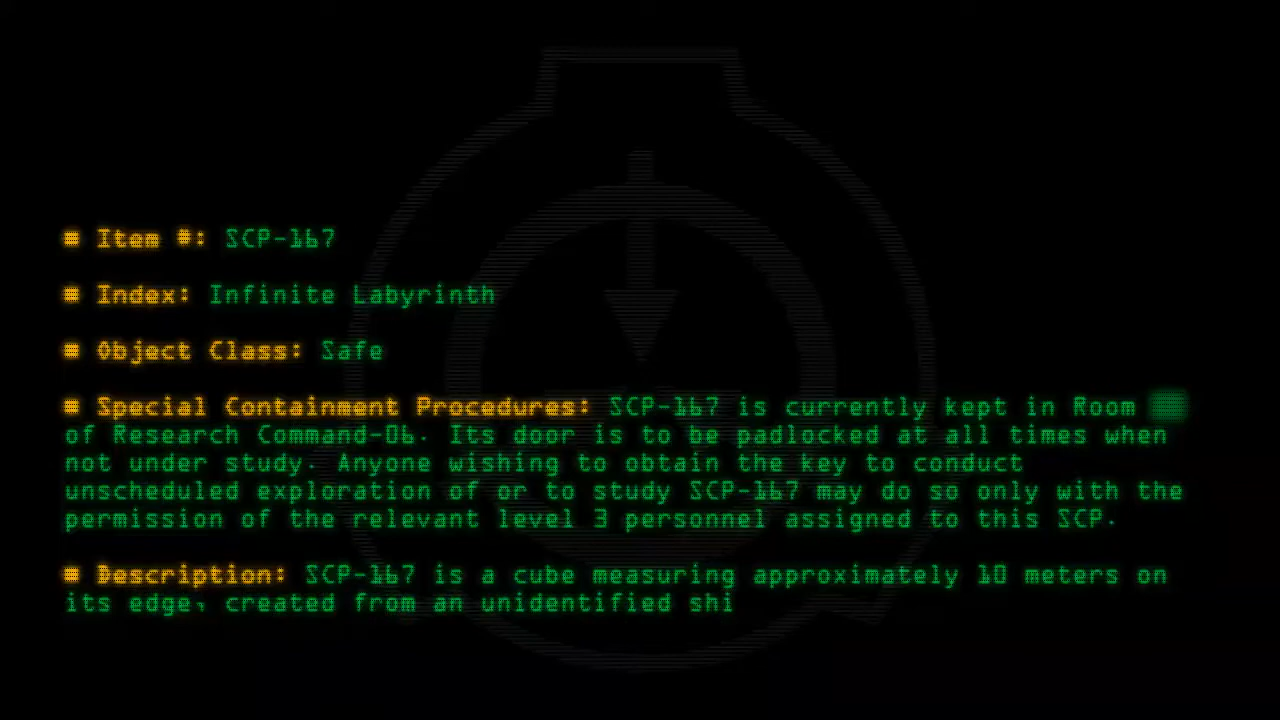 ■ Item #: SCP-167
■ Index: Infinite Labyrinth
■ Object Class: Safe
■ Special Containment Procedures: SCP-167 is currently kept in Room ██
of Research Command-06. Its door is to be padlocked at all times when
not under study. Anyone wishing to obtain the key to conduct
unscheduled exploration of or to study SCP-167 may do so only with the
permission of the relevant level 3 personnel assigned to this SCP.
■ Description: SCP-167 is a cube measuring approximately 10 meters on
its edge, created from an unidentified shi